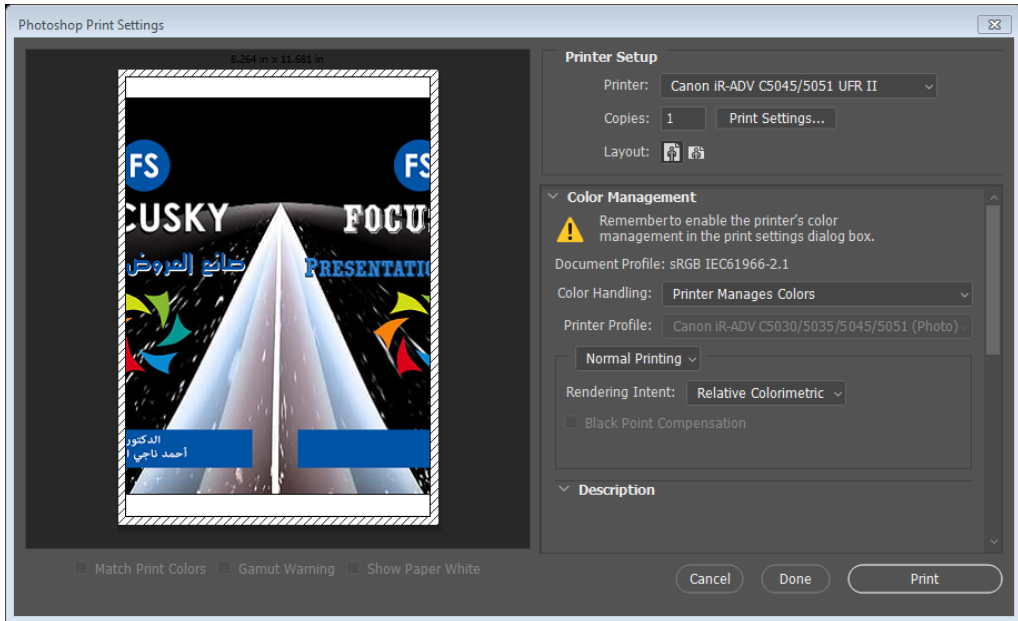 Photoshop Print Settings
8.264 in x 11.681 in
FS
FS
CUSKY
FOCU
صانع العروض
PRESENTATI
الدكتور
أحمد ناجي ا
Match Print Colors
Gamut Warning
Show Paper White
Printer Setup
Printer: Canon iR-ADV C5045/5051 UFR II
Copies: 1 Print Settings...
Layout:
Color Management
Remember to enable the printer's color
management in the print settings dialog box.
Document Profile: sRGB IEC61966-2.1
Color Handling: Printer Manages Colors
Printer Profile: Canon iR-ADV C5030/5035/5045/5051 (Photo)
Normal Printing
Rendering Intent: Relative Colorimetric
Black Point Compensation
Description
Cancel
Done
Print